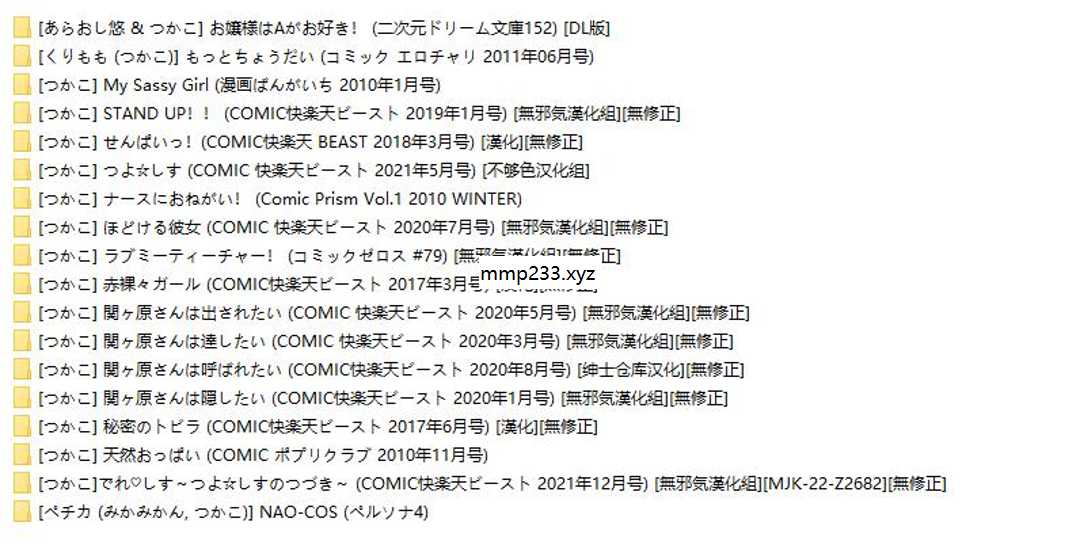 [あらおし悠 & つかこ] お嬢様はAがお好き！ (二次元ドリーム文庫152) [DL版]
[くりもも (つかこ)] もっとちょうだい (コミック エロチャリ 2011年06月号)
[つかこ] My Sassy Girl (漫画ばんがいち 2010年1月号)
[つかこ] STAND UP！！ (COMIC快楽天ビースト 2019年1月号) [無邪気漢化組][無修正]
[つかこ] せんぱいっ！(COMIC快楽天 BEAST 2018年3月号) [漢化][無修正]
[つかこ] つよ☆しす (COMIC 快楽天ビースト 2021年5月号) [不够色汉化组]
[つかこ] ナースにおねがい！ (Comic Prism Vol.1 2010 WINTER)
[つかこ] ほどける彼女 (COMIC 快楽天ビースト 2020年7月号) [無邪気漢化組][無修正]
[つかこ] ラブミーティーチャー！ (コミックゼロス #79) [無邪気漢化組][無修正]
mmp233.xyz
[つかこ] 赤裸々ガール (COMIC快楽天ビースト 2017年3月号) [漢化][無修正]
[つかこ] 関ヶ原さんは出されたい (COMIC 快楽天ビースト 2020年5月号) [無邪気漢化組][無修正]
[つかこ] 関ヶ原さんは達したい (COMIC 快楽天ビースト 2020年3月号) [無邪気漢化組][無修正]
[つかこ] 関ヶ原さんは呼ばれたい (COMIC快楽天ビースト 2020年8月号) [绅士仓库汉化][無修正]
[つかこ] 関ヶ原さんは隠したい (COMIC快楽天ビースト 2020年1月号) [無邪気漢化組][無修正]
[つかこ] 秘密のトビラ (COMIC快楽天ビースト 2017年6月号) [漢化][無修正]
[つかこ] 天然おっぱい (COMIC ポプリクラブ 2010年11月号)
[つかこ]でれ♡しす～つよ☆しすのつづき～ (COMIC快楽天ビースト 2021年12月号) [無邪気漢化組][MJK-22-Z2682][無修正]
[ペチカ (みかみかん, つかこ)] NAO-COS (ペルソナ4)